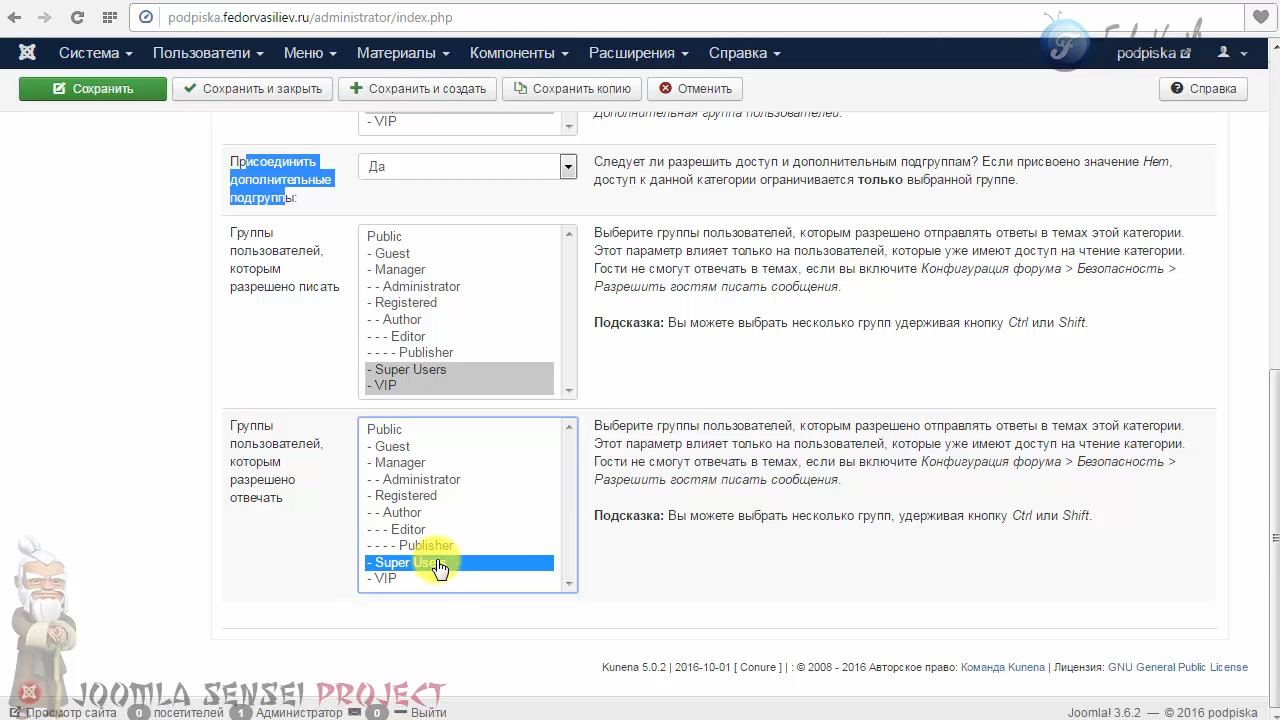 podpiska.fedorvasiliev.ru/administrator/index.php
Система Пользователи Меню Материалы Компоненты Расширения Справка podpiska
Сохранить Сохранить и закрыть Сохранить и создать Сохранить копию Отменить Справка
- VIP
Дополнительная группа пользователей.
Присоединить
дополнительные
подгруппы:
Да
Следует ли разрешить доступ и дополнительным подгруппам? Если присвоено значение Нет,
доступ к данной категории ограничивается только выбранной группе.
Группы
пользователей,
которым
разрешено писать
Public
- Guest
- Manager
- - Administrator
- Registered
- - Author
- - - Editor
- - - - Publisher
- Super Users
- VIP
Выберите группы пользователей, которым разрешено отправлять ответы в темах этой категории.
Этот параметр влияет только на пользователей, которые уже имеют доступ на чтение категории.
Гости не смогут отвечать в темах, если вы включите Конфигурация форума > Безопасность >
Разрешить гостям писать сообщения.
Подсказка: Вы можете выбрать несколько групп удерживая кнопку Ctrl или Shift.
Группы
пользователей,
которым
разрешено
отвечать
Public
- Guest
- Manager
- - Administrator
- Registered
- - Author
- - - Editor
- - - - Publisher
- Super Users
- VIP
Выберите группы пользователей, которым разрешено отправлять ответы в темах этой категории.
Этот параметр влияет только на пользователей, которые уже имеют доступ на чтение категории.
Гости не смогут отвечать в темах, если вы включите Конфигурация форума > Безопасность >
Разрешить гостям писать сообщения.
Подсказка: Вы можете выбрать несколько групп, удерживая кнопку Ctrl или Shift.
Kunena 5.0.2 | 2016-10-01 [ Conure ] | : © 2008 - 2016 Авторское право: Команда Kunena | Лицензия: GNU General Public License
JOOMLA SENSEI PROJECT
Просмотр сайта 0 посетителей 1 Администратор 0 Выйти
Joomla! 3.6.2 — © 2016 podpiska